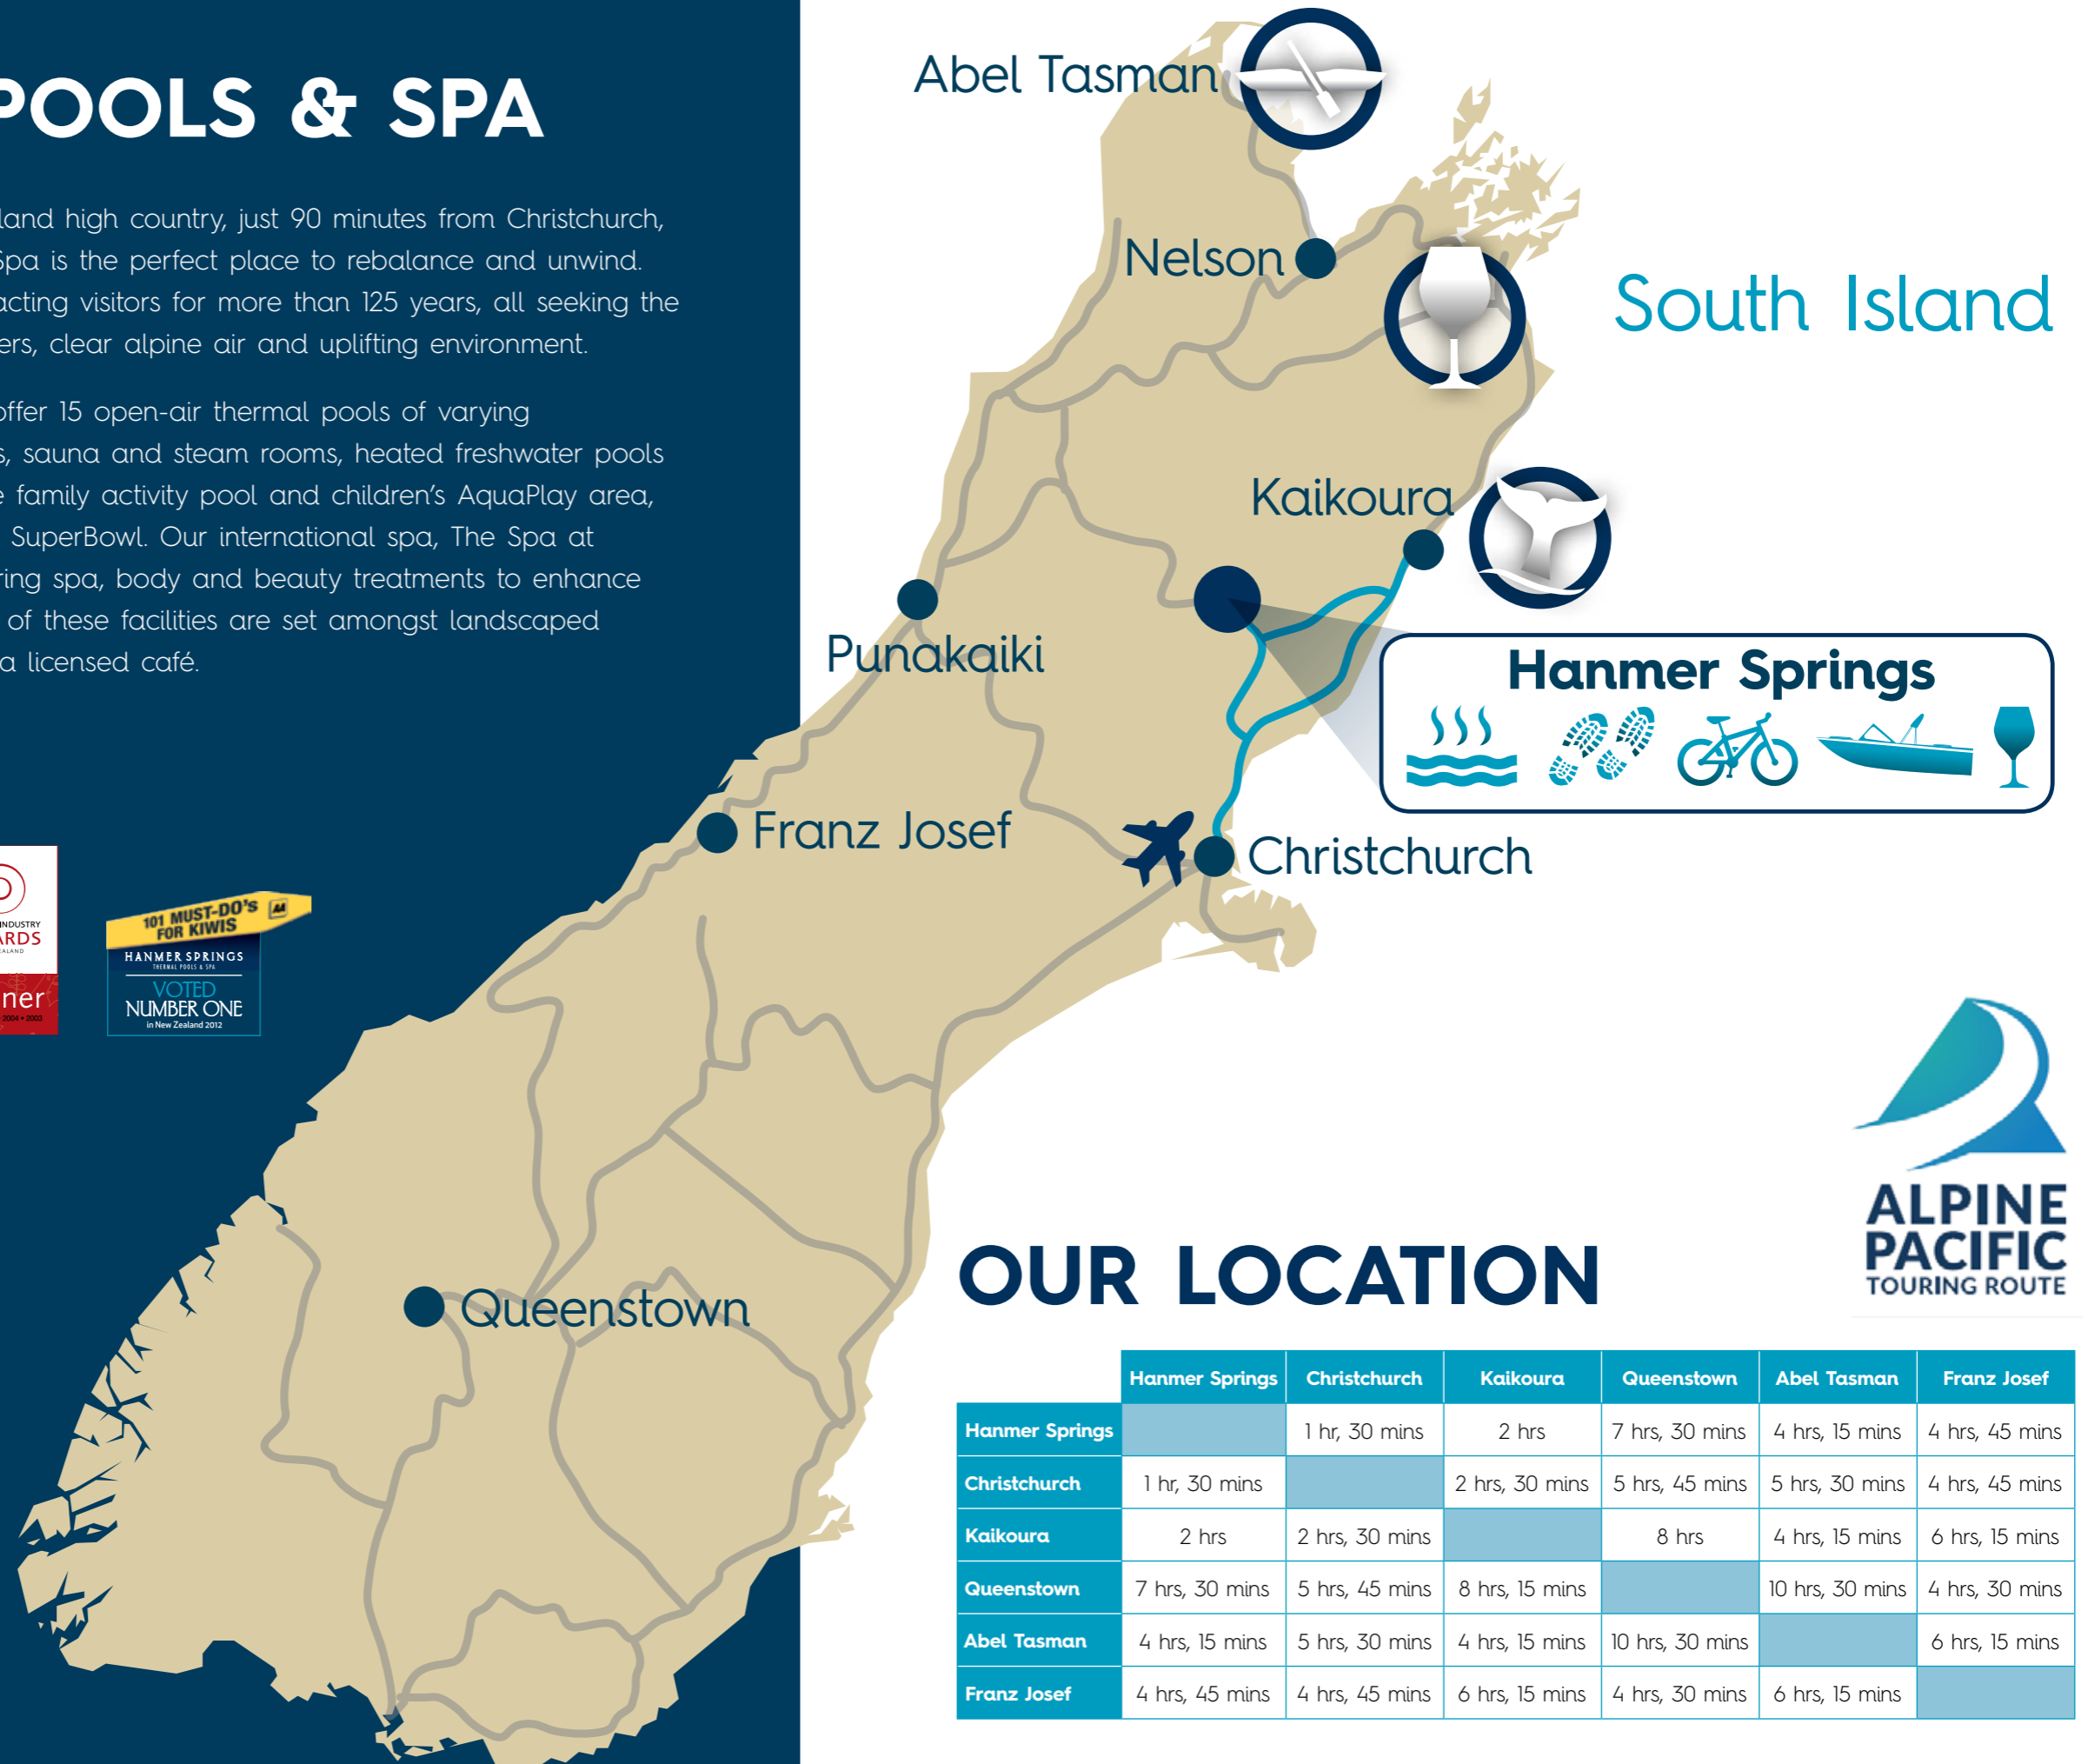 POOLS & SPA
land high country, just 90 minutes from Christchurch,
Spa is the perfect place to rebalance and unwind.
acting visitors for more than 125 years, all seeking the
ers, clear alpine air and uplifting environment.
offer 15 open-air thermal pools of varying
s, sauna and steam rooms, heated freshwater pools
e family activity pool and children's AquaPlay area,
SuperBowl. Our international spa, The Spa at
ring spa, body and beauty treatments to enhance
of these facilities are set amongst landscaped
a licensed café.
INDUSTRY
ARDS
EALAND
ner
2004 • 2003
101 MUST-DO'S AA
FOR KIWIS
HANMER SPRINGS
THERMAL POOLS & SPA
VOTED
NUMBER ONE
in New Zealand 2012
Abel Tasman
Nelson
South Island
Kaikoura
Punakaiki
Hanmer Springs
Franz Josef
Christchurch
Queenstown
ALPINE
PACIFIC
TOURING ROUTE
OUR LOCATION
Hanmer Springs Christchurch Kaikoura Queenstown Abel Tasman Franz Josef
Hanmer Springs 1 hr, 30 mins 2 hrs 7 hrs, 30 mins 4 hrs, 15 mins 4 hrs, 45 mins
Christchurch 1 hr, 30 mins 2 hrs, 30 mins 5 hrs, 45 mins 5 hrs, 30 mins 4 hrs, 45 mins
Kaikoura 2 hrs 2 hrs, 30 mins 8 hrs 4 hrs, 15 mins 6 hrs, 15 mins
Queenstown 7 hrs, 30 mins 5 hrs, 45 mins 8 hrs, 15 mins 10 hrs, 30 mins 4 hrs, 30 mins
Abel Tasman 4 hrs, 15 mins 5 hrs, 30 mins 4 hrs, 15 mins 10 hrs, 30 mins 6 hrs, 15 mins
Franz Josef 4 hrs, 45 mins 4 hrs, 45 mins 6 hrs, 15 mins 4 hrs, 30 mins 6 hrs, 15 mins